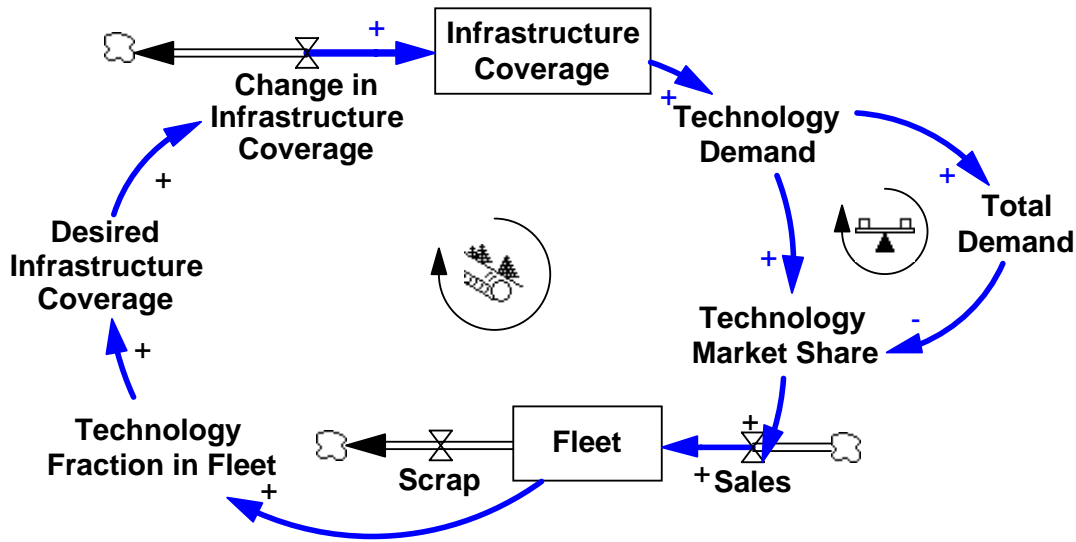 +
Infrastructure
Coverage
Change in
Infrastructure
Coverage
+
Technology
Demand
+
+
Desired
Infrastructure
Coverage
Total
Demand
+
Technology
Market Share
-
+
Technology
Fraction in Fleet
+
Scrap
Fleet
+
+
Sales